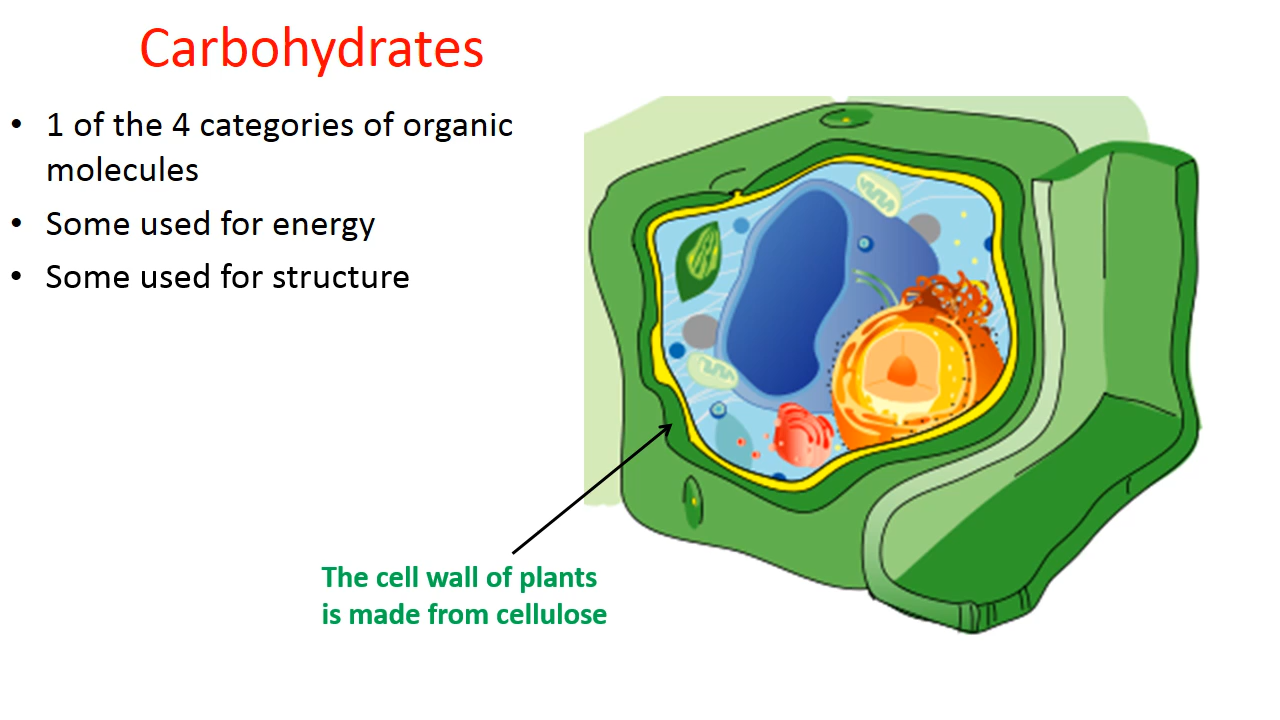 Carbohydrates
• 1 of the 4 categories of organic
molecules
• Some used for energy
• Some used for structure
The cell wall of plants
is made from cellulose